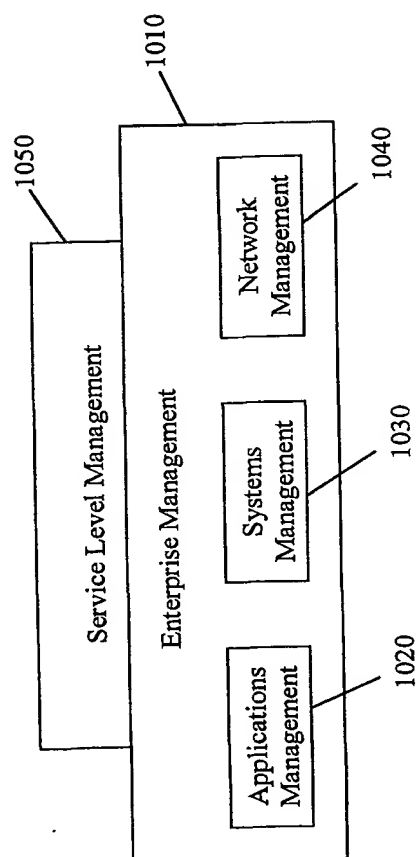 1050
Service Level Management
1010
Enterprise Management
Applications
Management
Systems
Management
Network
Management
1020
1030
1040